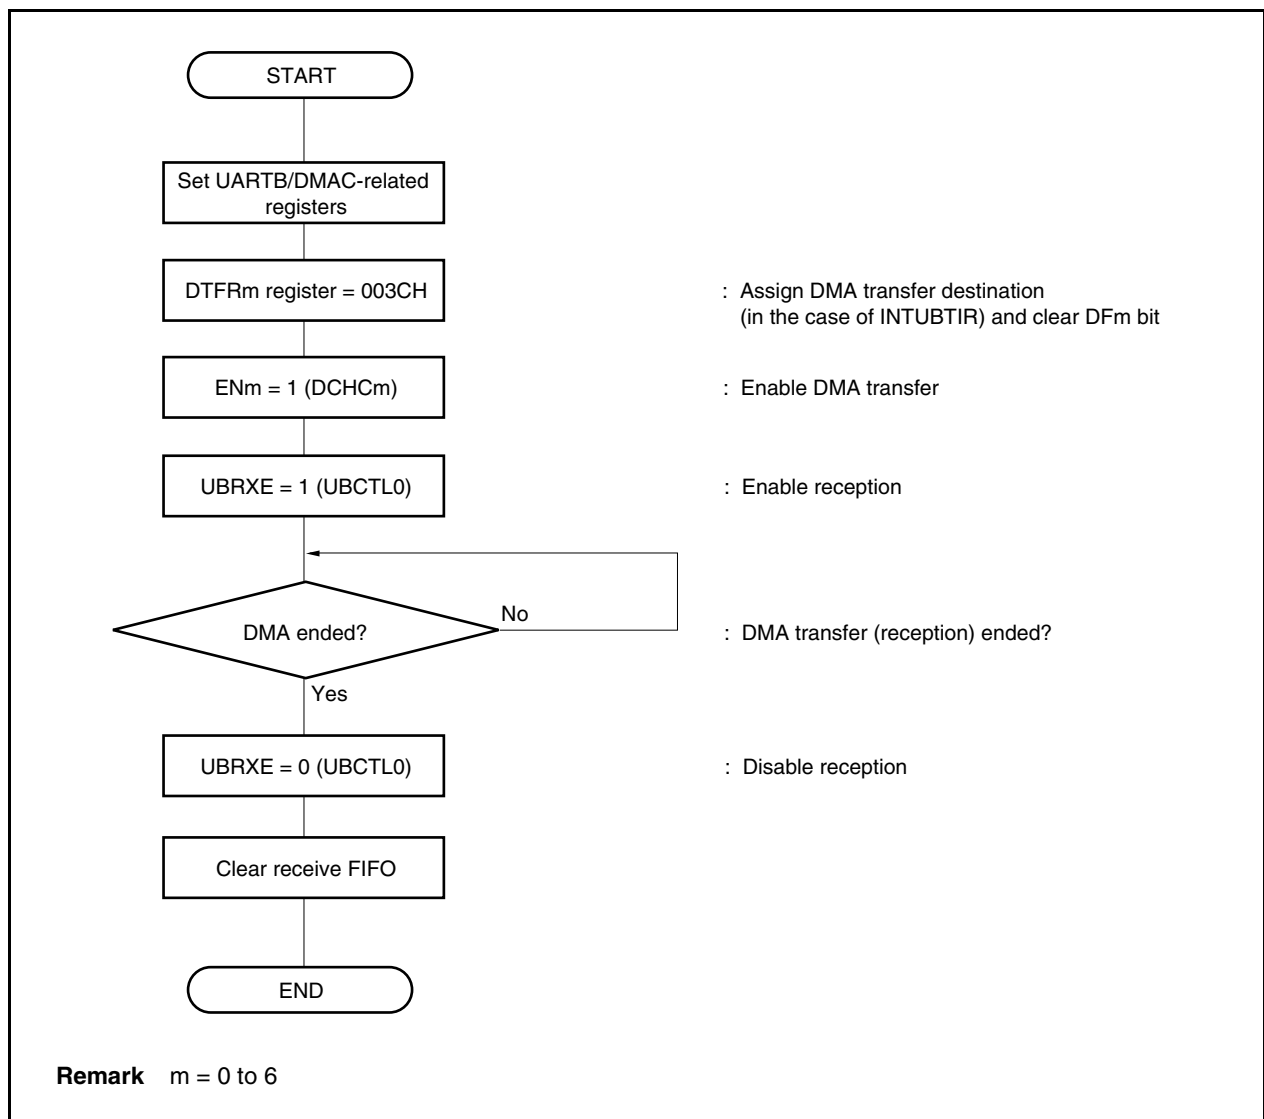 START
Set UARTB/DMAC-related
registers
DTFRm register = 003CH
: Assign DMA transfer destination
(in the case of INTUBTIR) and clear DFm bit
ENm = 1 (DCHCm)
: Enable DMA transfer
UBRXE = 1 (UBCTL0)
: Enable reception
DMA ended?
No
: DMA transfer (reception) ended?
Yes
UBRXE = 0 (UBCTL0)
: Disable reception
Clear receive FIFO
END
Remark m = 0 to 6